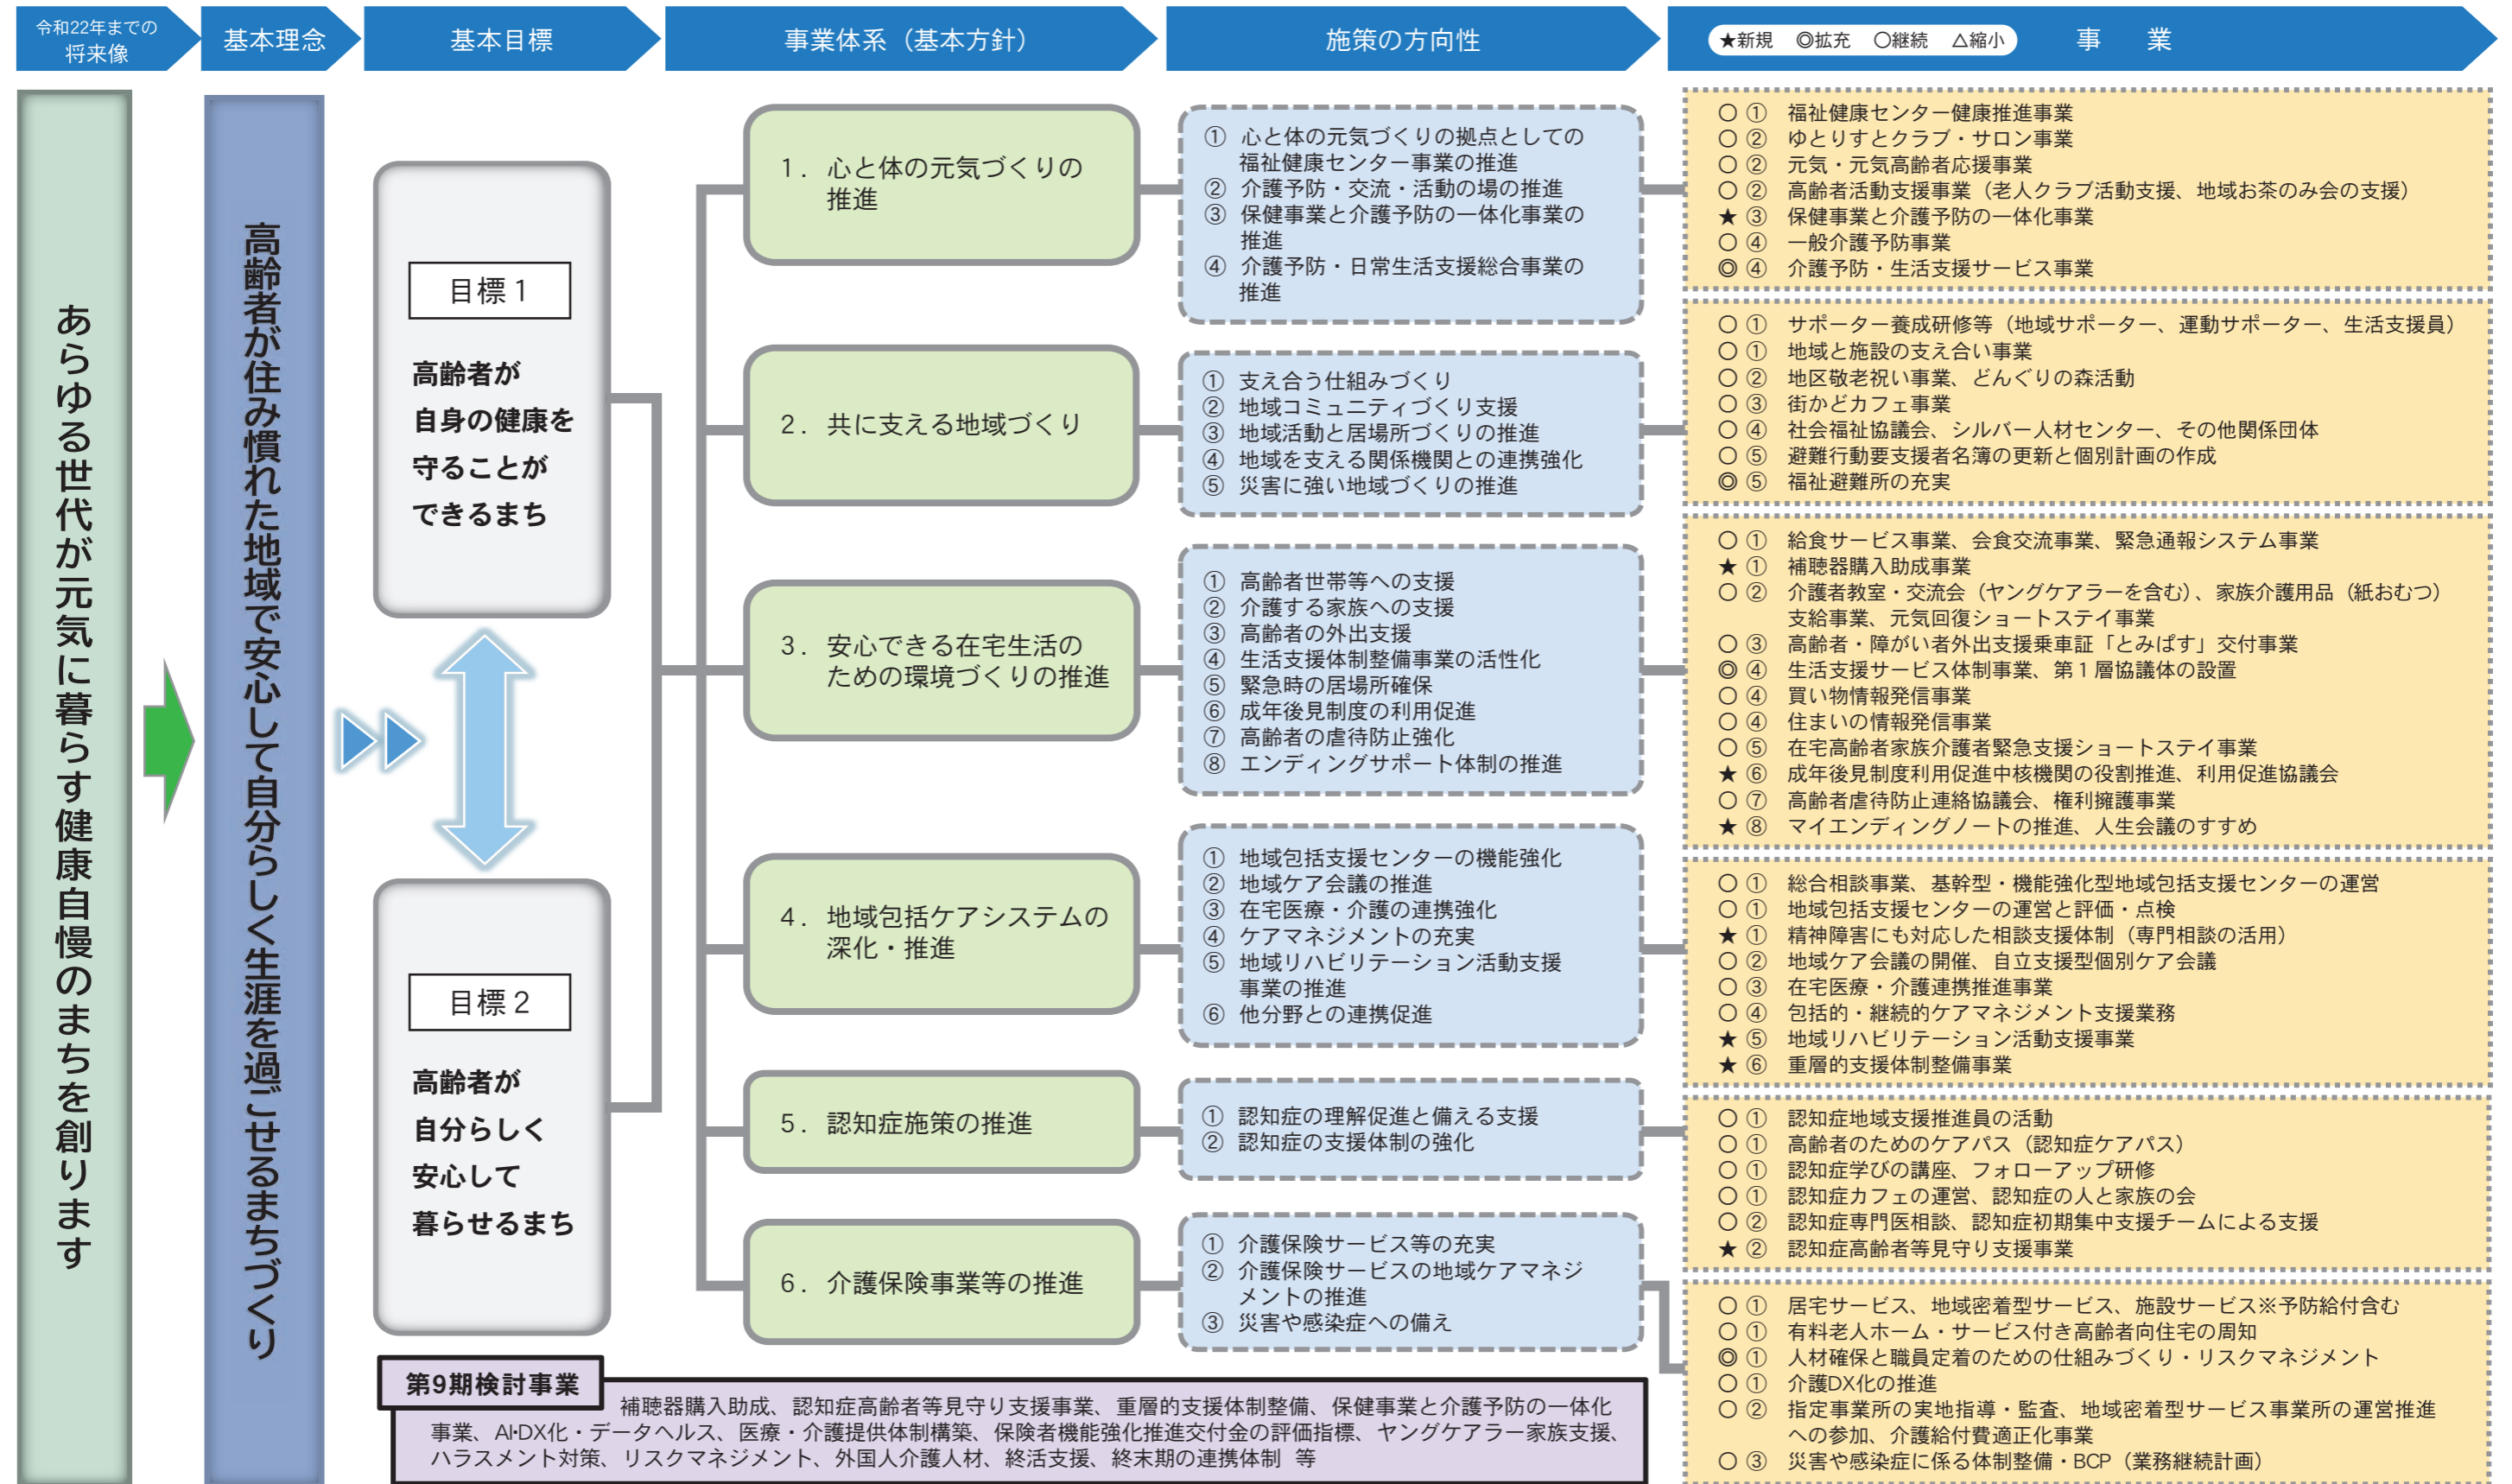 令和22年までの
将来像
基本理念
基本目標
事業体系（基本方針）
施策の方向性
★新規 ◎拡充 〇継続 △縮小
事 業
あらゆる世代が元気に暮らす健康自慢のまちを創ります
高齢者が住み慣れた地域で安心して自分らしく生涯を過ごせるまちづくり
目標１
高齢者が
自身の健康を
守ることが
できるまち
目標２
高齢者が
自分らしく
安心して
暮らせるまち
1．心と体の元気づくりの
推進
① 心と体の元気づくりの拠点としての
福祉健康センター事業の推進
② 介護予防・交流・活動の場の推進
③ 保健事業と介護予防の一体化事業の
推進
④ 介護予防・日常生活支援総合事業の
推進
〇 ① 福祉健康センター健康推進事業
〇 ② ゆとりすとクラブ・サロン事業
〇 ② 元気・元気高齢者応援事業
〇 ② 高齢者活動支援事業（老人クラブ活動支援、地域お茶のみ会の支援）
★ ③ 保健事業と介護予防の一体化事業
〇 ④ 一般介護予防事業
◎ ④ 介護予防・生活支援サービス事業
2．共に支える地域づくり
① 支え合う仕組みづくり
② 地域コミュニティづくり支援
③ 地域活動と居場所づくりの推進
④ 地域を支える関係機関との連携強化
⑤ 災害に強い地域づくりの推進
〇 ① サポーター養成研修等（地域サポーター、運動サポーター、生活支援員）
〇 ① 地域と施設の支え合い事業
〇 ② 地区敬老祝い事業、どんぐりの森活動
〇 ③ 街かどカフェ事業
〇 ④ 社会福祉協議会、シルバー人材センター、その他関係団体
〇 ⑤ 避難行動要支援者名簿の更新と個別計画の作成
◎ ⑤ 福祉避難所の充実
3．安心できる在宅生活の
ための環境づくりの推進
① 高齢者世帯等への支援
② 介護する家族への支援
③ 高齢者の外出支援
④ 生活支援体制整備事業の活性化
⑤ 緊急時の居場所確保
⑥ 成年後見制度の利用促進
⑦ 高齢者の虐待防止強化
⑧ エンディングサポート体制の推進
〇 ① 給食サービス事業、会食交流事業、緊急通報システム事業
★ ① 補聴器購入助成事業
〇 ② 介護者教室・交流会（ヤングケアラーを含む）、家族介護用品（紙おむつ）
支給事業、元気回復ショートステイ事業
〇 ③ 高齢者・障がい者外出支援乗車証「とみぱす」交付事業
◎ ④ 生活支援サービス体制事業、第１層協議体の設置
〇 ④ 買い物情報発信事業
〇 ④ 住まいの情報発信事業
〇 ⑤ 在宅高齢者家族介護者緊急支援ショートステイ事業
★ ⑥ 成年後見制度利用促進中核機関の役割推進、利用促進協議会
〇 ⑦ 高齢者虐待防止連絡協議会、権利擁護事業
★ ⑧ マイエンディングノートの推進、人生会議のすすめ
4．地域包括ケアシステムの
深化・推進
① 地域包括支援センターの機能強化
② 地域ケア会議の推進
③ 在宅医療・介護の連携強化
④ ケアマネジメントの充実
⑤ 地域リハビリテーション活動支援
事業の推進
⑥ 他分野との連携促進
〇 ① 総合相談事業、基幹型・機能強化型地域包括支援センターの運営
〇 ① 地域包括支援センターの運営と評価・点検
★ ① 精神障害にも対応した相談支援体制（専門相談の活用）
〇 ② 地域ケア会議の開催、自立支援型個別ケア会議
〇 ③ 在宅医療・介護連携推進事業
〇 ④ 包括的・継続的ケアマネジメント支援業務
★ ⑤ 地域リハビリテーション活動支援事業
★ ⑥ 重層的支援体制整備事業
5．認知症施策の推進
① 認知症の理解促進と備える支援
② 認知症の支援体制の強化
〇 ① 認知症地域支援推進員の活動
〇 ① 高齢者のためのケアパス（認知症ケアパス）
〇 ① 認知症学びの講座、フォローアップ研修
〇 ① 認知症カフェの運営、認知症の人と家族の会
〇 ② 認知症専門医相談、認知症初期集中支援チームによる支援
★ ② 認知症高齢者等見守り支援事業
6．介護保険事業等の推進
① 介護保険サービス等の充実
② 介護保険サービスの地域ケアマネジ
メントの推進
③ 災害や感染症への備え
〇 ① 居宅サービス、地域密着型サービス、施設サービス※予防給付含む
〇 ① 有料老人ホーム・サービス付き高齢者向住宅の周知
◎ ① 人材確保と職員定着のための仕組みづくり・リスクマネジメント
〇 ① 介護DX化の推進
〇 ② 指定事業所の実地指導・監査、地域密着型サービス事業所の運営推進
への参加、介護給付費適正化事業
〇 ③ 災害や感染症に係る体制整備・BCP（業務継続計画）
第9期検討事業
補聴器購入助成、認知症高齢者等見守り支援事業、重層的支援体制整備、保健事業と介護予防の一体化
事業、AI･DX化・データヘルス、医療・介護提供体制構築、保険者機能強化推進交付金の評価指標、ヤングケアラー家族支援、
ハラスメント対策、リスクマネジメント、外国人介護人材、終活支援、終末期の連携体制 等